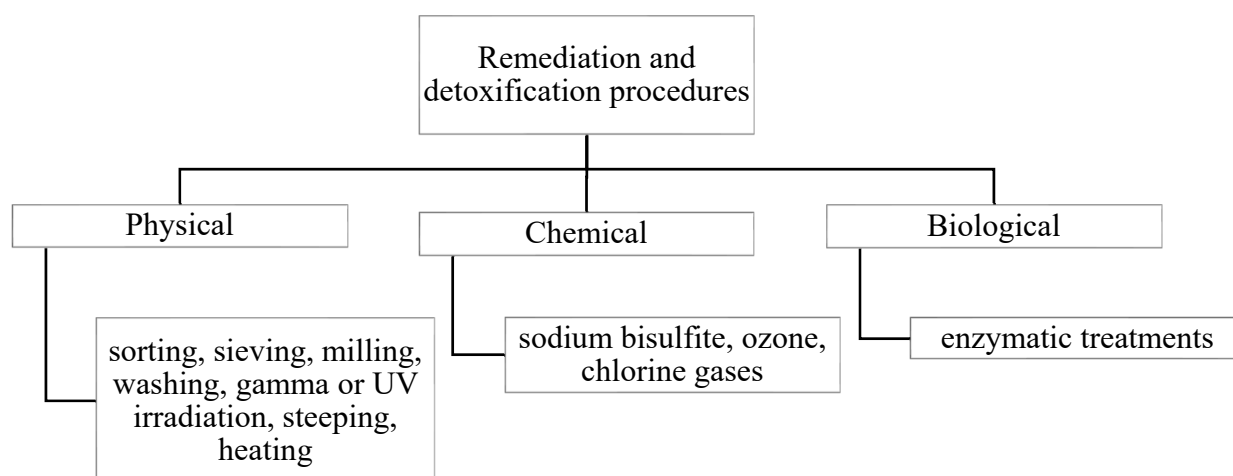 Remediation and
detoxification procedures
Physical
Chemical
Biological
sorting, sieving, milling,
washing, gamma or UV
irradiation, steeping,
heating
sodium bisulfite, ozone,
chlorine gases
enzymatic treatments